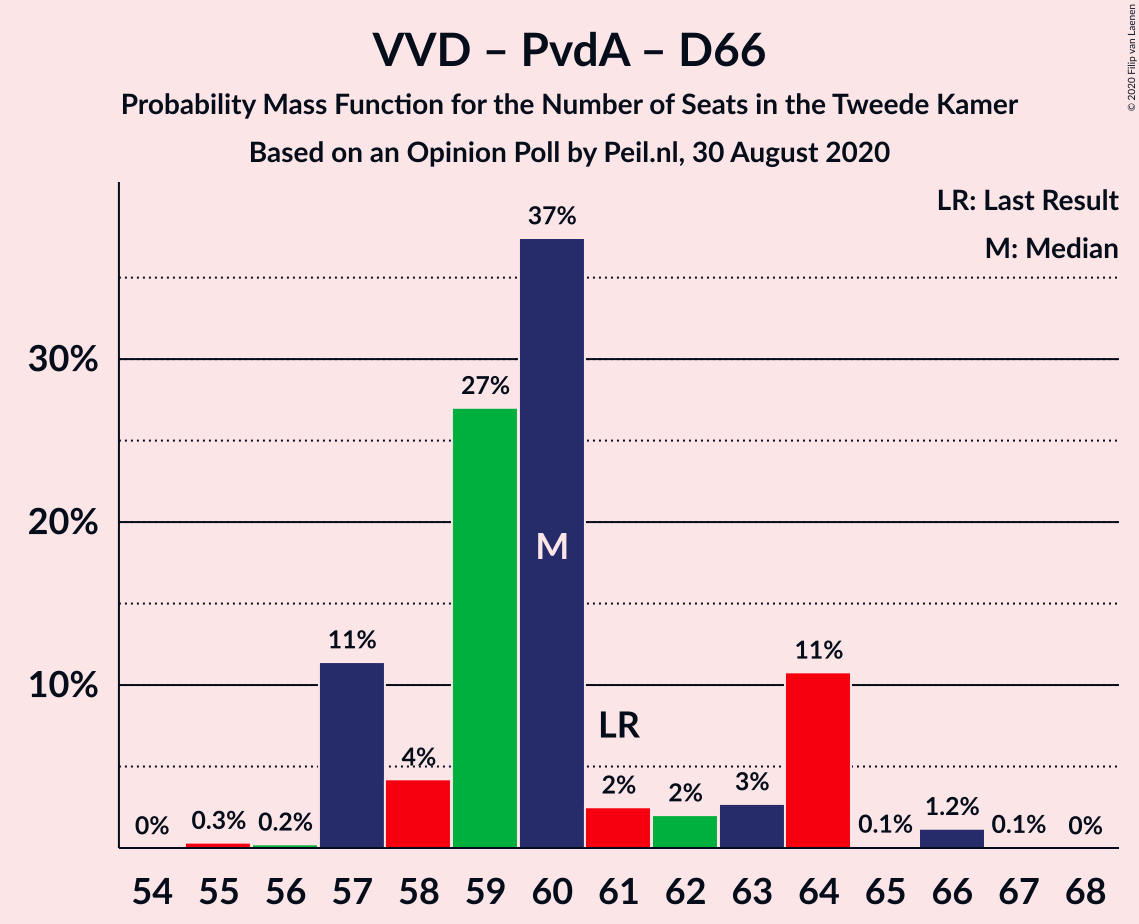 VVD – PvdA – D66
Probability Mass Function for the Number of Seats in the Tweede Kamer
Based on an Opinion Poll by Peil.nl, 30 August 2020
© 2020 Filip van Laenen
LR: Last Result
M: Median
30%
20%
10%
0%
0.3%
0.2%
11%
4%
27%
37%
M
LR
2%
2%
3%
11%
0.1%
1.2%
0.1%
0%
54 55 56 57 58 59 60 61 62 63 64 65 66 67 68